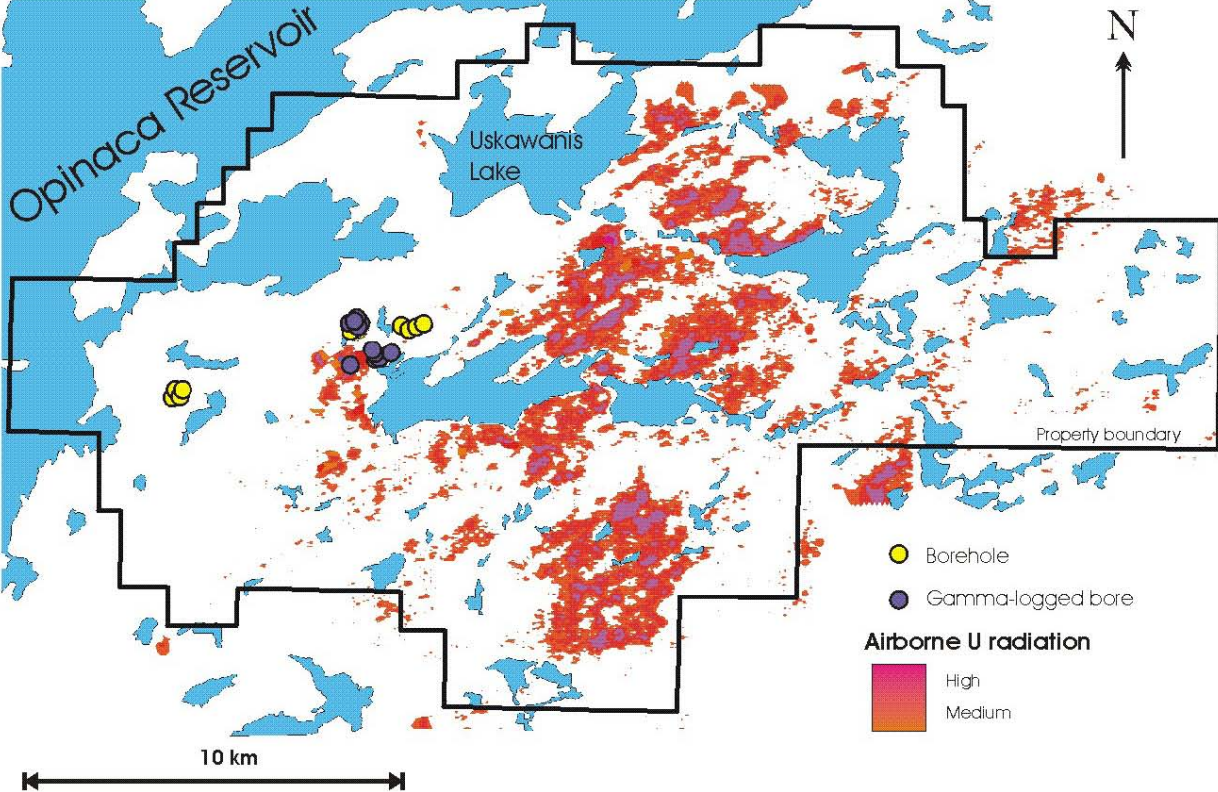 Opinaca Reservoir
N
Uskawanis
Lake
Property boundary
Borehole
Gamma-logged bore
Airborne U radiation
High
Medium
10 km